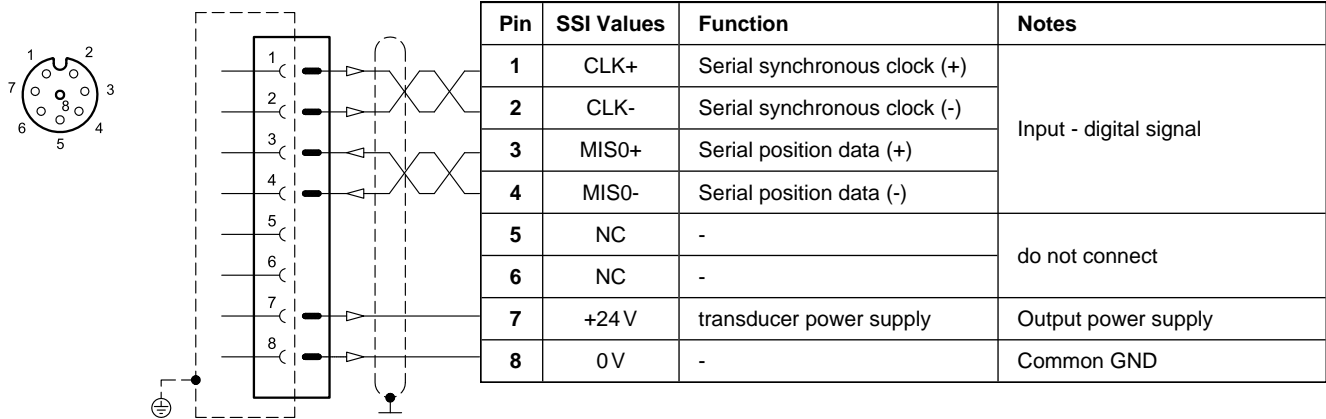 1
2
7
3
8
6
4
5
1
2
3
4
5
6
7
8
Pin SSI Values Function Notes
1 CLK+ Serial synchronous clock (+)
2 CLK- Serial synchronous clock (-)
Input - digital signal
3 MIS0+ Serial position data (+)
4 MIS0- Serial position data (-)
5 NC -
do not connect
6 NC -
7 +24 V transducer power supply Output power supply
8 0 V - Common GND